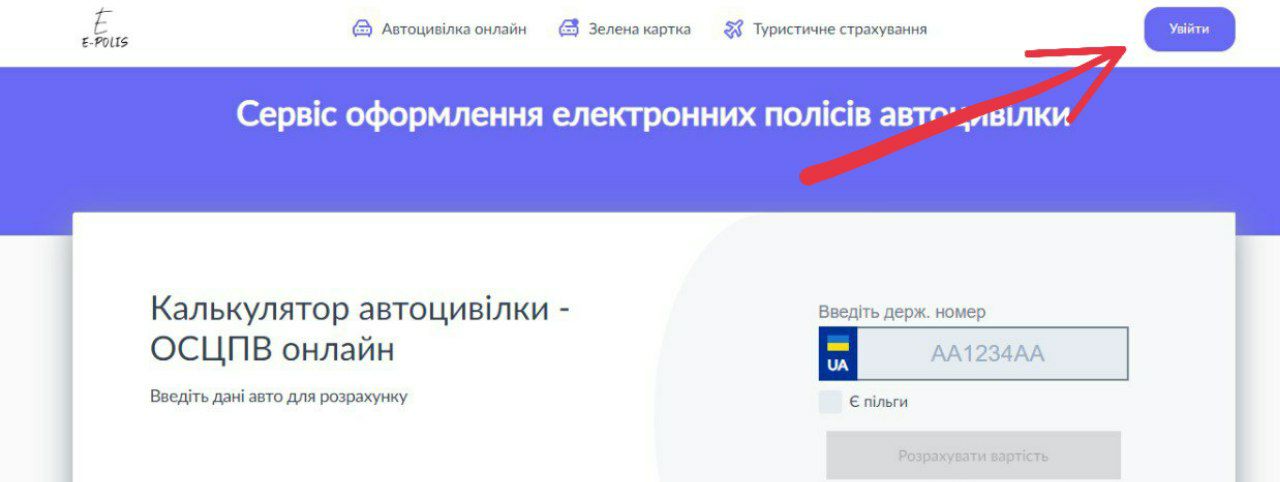 E
E-POLIS
Автоцивілка онлайн
Зелена картка
Туристичне страхування
Увійти
Сервіс оформлення електронних полісів автоцивілки
Калькулятор автоцивілки -
ОСЦПВ онлайн
Введіть дані авто для розрахунку
Введіть держ. номер
UA
AA1234AA
Є пільги
Розрахувати вартість